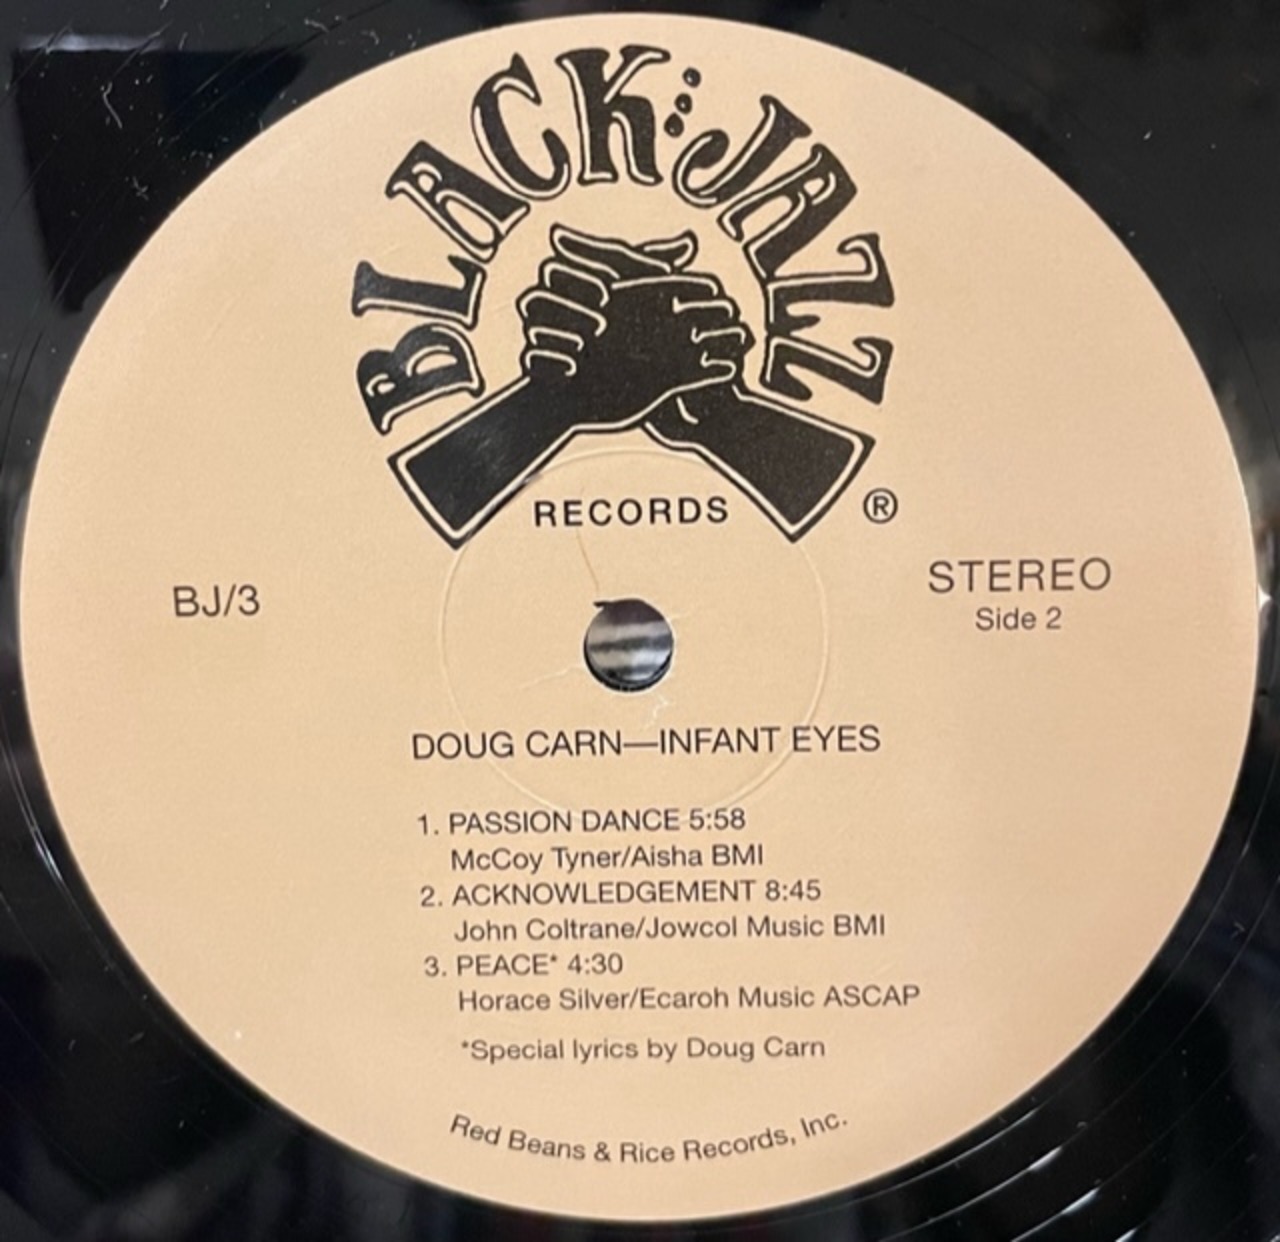 BLACK JAZZ
RECORDS ®
BJ/3
STEREO
Side 2
DOUG CARN—INFANT EYES
1. PASSION DANCE 5:58
McCoy Tyner/Aisha BMI
2. ACKNOWLEDGEMENT 8:45
John Coltrane/Jowcol Music BMI
3. PEACE* 4:30
Horace Silver/Ecaroh Music ASCAP
*Special lyrics by Doug Carn
Red Beans & Rice Records, Inc.